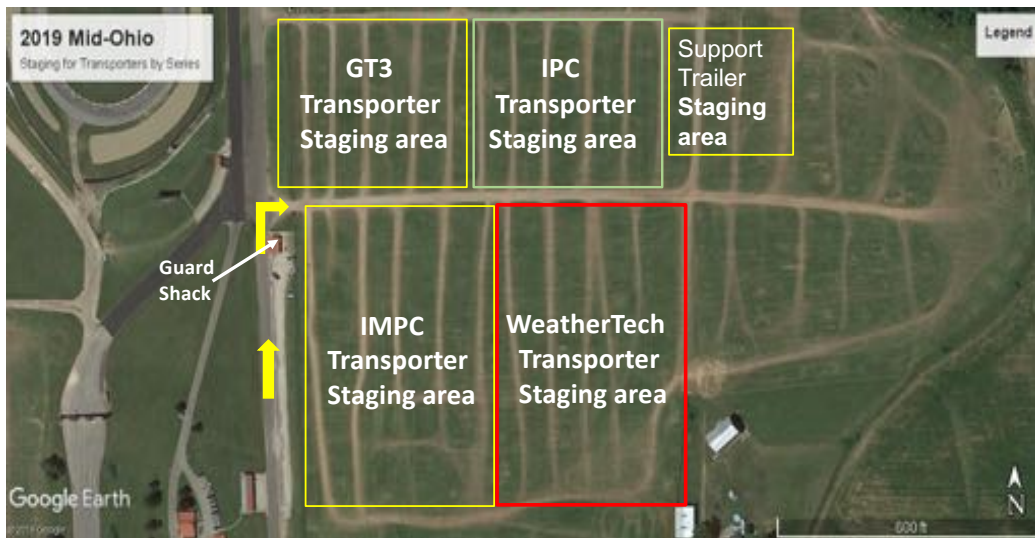 2019 Mid-Ohio
Staging for Transporters by Series
Legend
GT3
Transporter
Staging area
IPC
Transporter
Staging area
Support
Trailer
Staging
area
Guard
Shack
IMPC
Transporter
Staging area
WeatherTech
Transporter
Staging area
Google Earth
N
600 ft